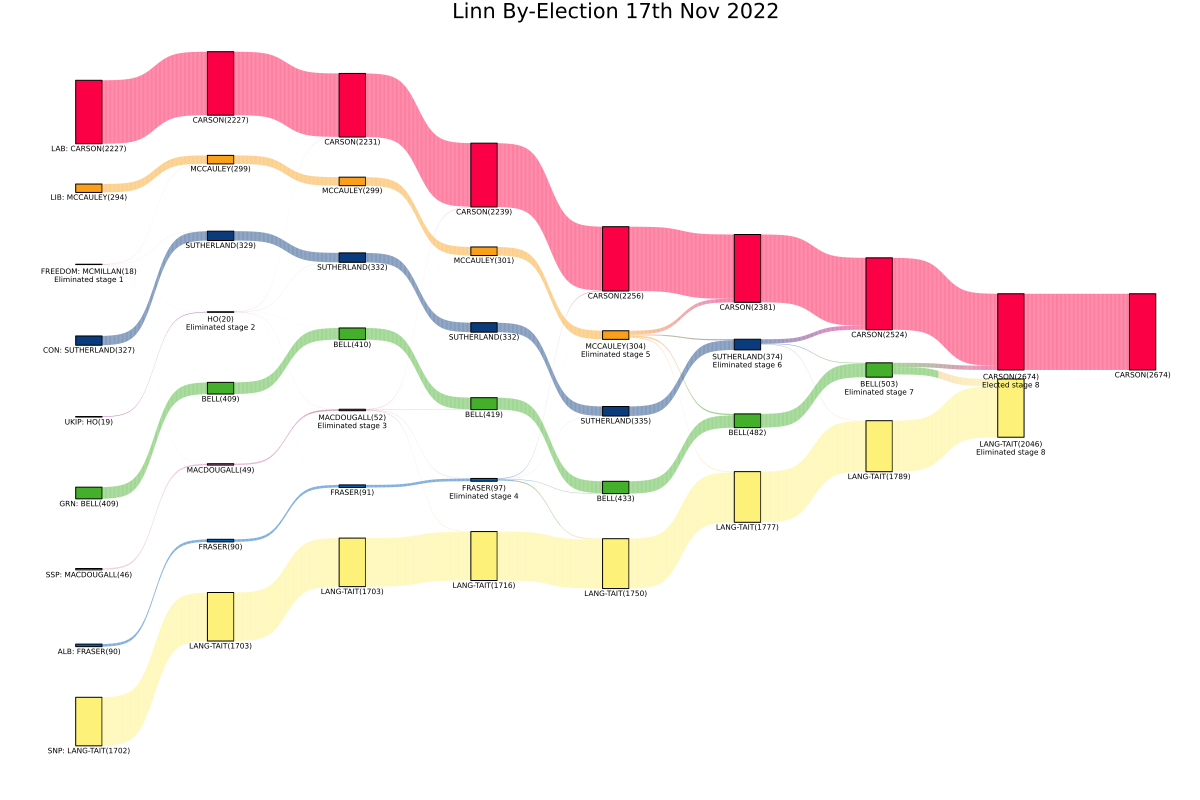 Linn By-Election 17th Nov 2022
LAB: CARSON(2227)
LIB: MCCAULEY(294)
FREEDOM: MCMILLAN(18)
Eliminated stage 1
CON: SUTHERLAND(327)
UKIP: HO(19)
GRN: BELL(409)
SSP: MACDOUGALL(46)
ALB: FRASER(90)
SNP: LANG-TAIT(1702)
CARSON(2227)
MCCAULEY(299)
SUTHERLAND(329)
HO(20)
Eliminated stage 2
BELL(409)
MACDOUGALL(49)
FRASER(90)
LANG-TAIT(1703)
CARSON(2231)
MCCAULEY(299)
SUTHERLAND(332)
BELL(410)
MACDOUGALL(52)
Eliminated stage 3
FRASER(91)
LANG-TAIT(1703)
CARSON(2239)
MCCAULEY(301)
SUTHERLAND(332)
BELL(419)
FRASER(97)
Eliminated stage 4
LANG-TAIT(1716)
CARSON(2256)
MCCAULEY(304)
Eliminated stage 5
SUTHERLAND(335)
BELL(433)
LANG-TAIT(1750)
CARSON(2381)
SUTHERLAND(374)
Eliminated stage 6
BELL(482)
LANG-TAIT(1777)
CARSON(2524)
BELL(503)
Eliminated stage 7
LANG-TAIT(1789)
CARSON(2674)
Elected stage 8
LANG-TAIT(2046)
Eliminated stage 8
CARSON(2674)